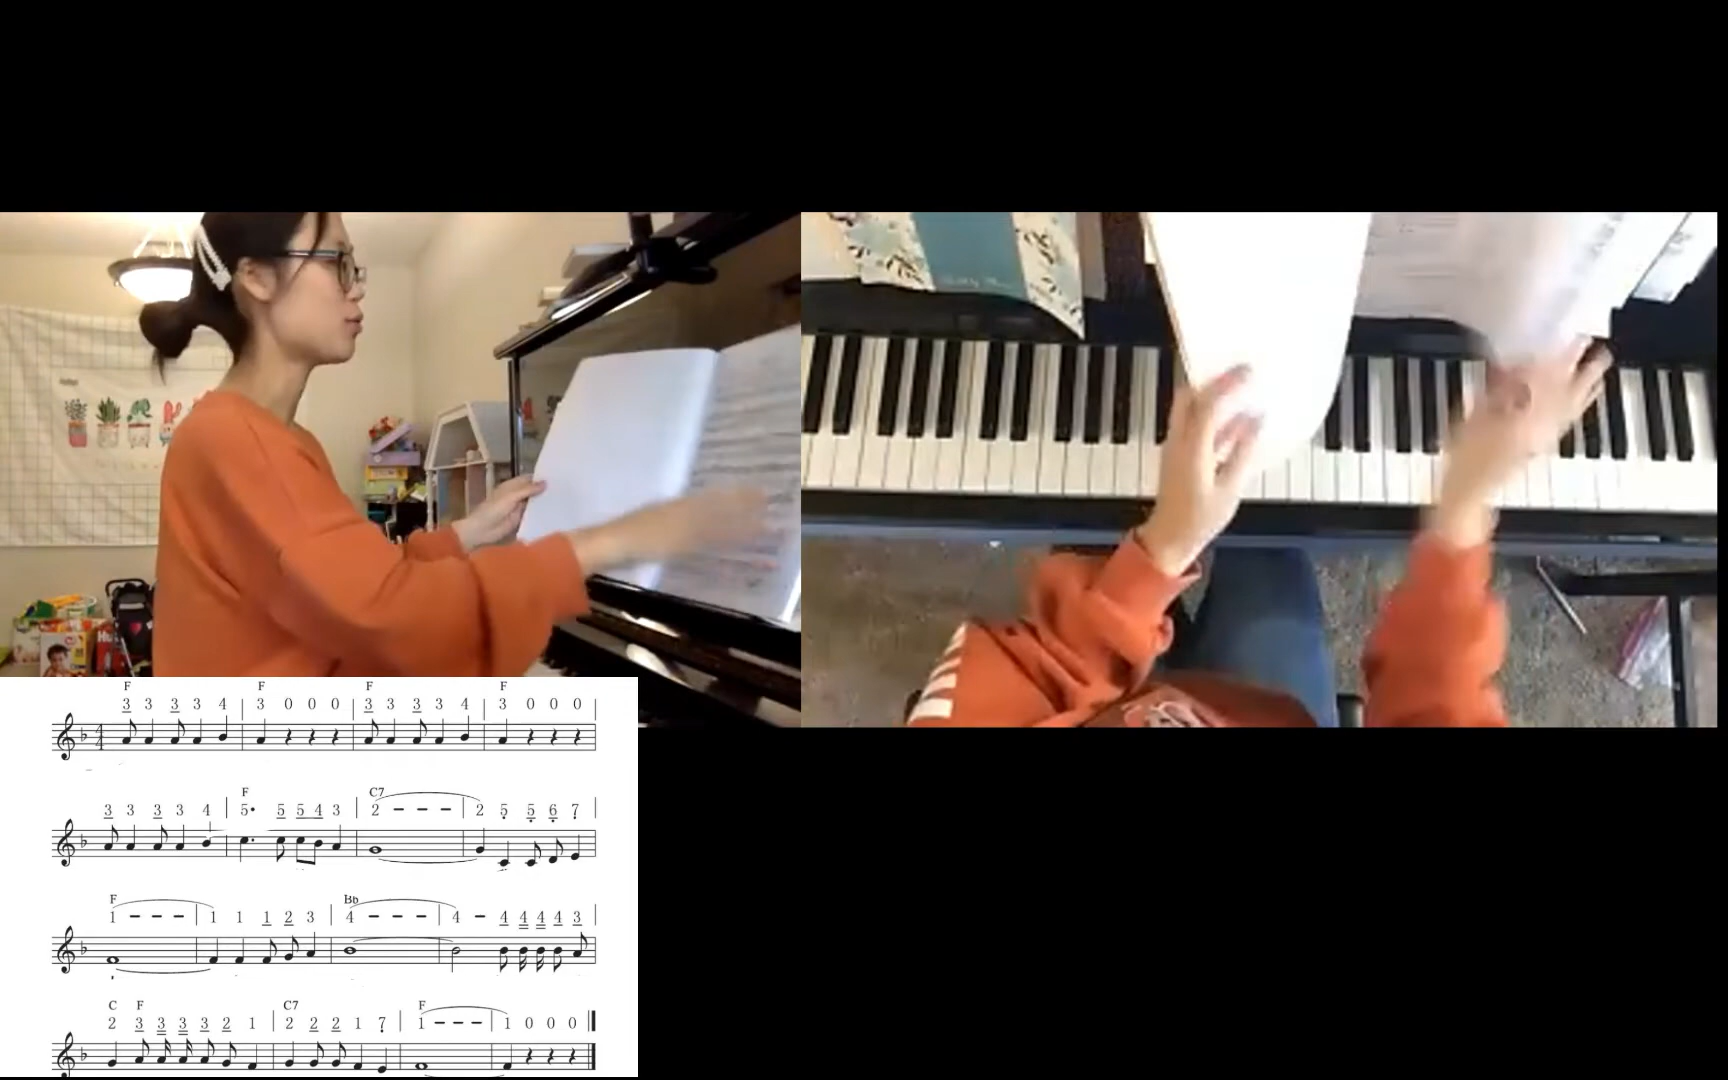 F F F F
3 3 3 3 4 | 3 0 0 0 | 3 3 3 3 4 | 3 0 0 0 |
4
4
F C7
3 3 3 3 4 | 5• 5 5 4 3 | 2 - - - | 2 5 5 6 7 |
F Bb
1 - - - | 1 1 1 2 3 | 4 - - - | 4 - 4 4 4 4 3 |
C F C7 F
2 3 3 3 3 2 1 | 2 2 2 1 7 | 1 - - - | 1 0 0 0